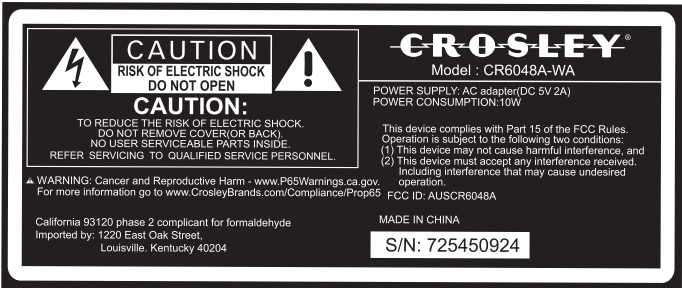 CAUTION
RISK OF ELECTRIC SHOCK
DO NOT OPEN
CAUTION:
TO REDUCE THE RISK OF ELECTRIC SHOCK.
DO NOT REMOVE COVER(OR BACK).
NO USER SERVICEABLE PARTS INSIDE.
REFER SERVICING TO QUALIFIED SERVICE PERSONNEL.
WARNING: Cancer and Reproductive Harm - www.P65Warnings.ca.gov.
For more information go to www.CrosleyBrands.com/Compliance/Prop65
California 93120 phase 2 complicant for formaldehyde
Imported by: 1220 East Oak Street,
Louisville. Kentucky 40204
CROSLEY®
Model : CR6048A-WA
POWER SUPPLY: AC adapter(DC 5V 2A)
POWER CONSUMPTION:10W
This device complies with Part 15 of the FCC Rules.
Operation is subject to the following two conditions:
(1) This device may not cause harmful interference, and
(2) This device must accept any interference received.
Including interference that may cause undesired
operation.
FCC ID: AUSCR6048A
MADE IN CHINA
S/N: 725450924